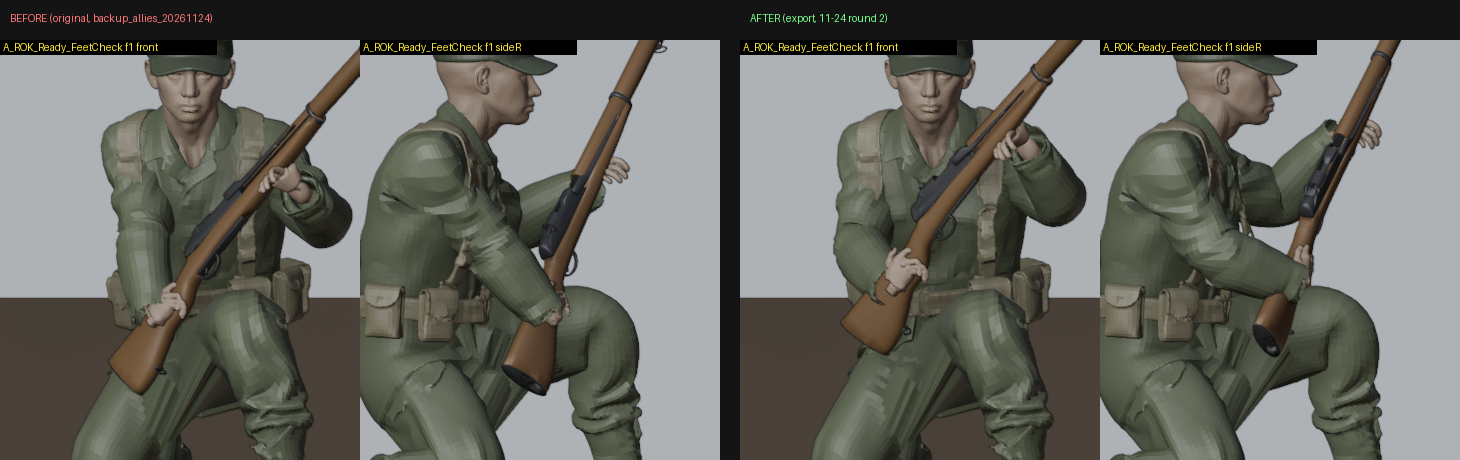 BEFORE (original, backup_allies_20261124)
AFTER (export, 11-24 round 2)
A_ROK_Ready_FeetCheck f1 front
A_ROK_Ready_FeetCheck f1 sideR
A_ROK_Ready_FeetCheck f1 front
A_ROK_Ready_FeetCheck f1 sideR